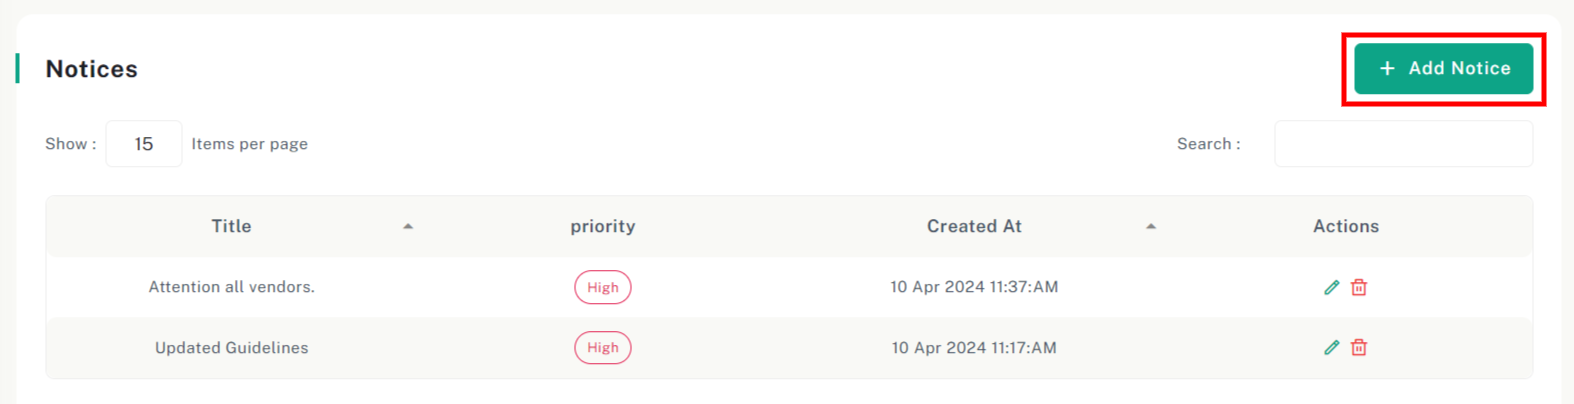 Notices
+ Add Notice
Show : 15 Items per page
Search :
Title priority Created At Actions
Attention all vendors. High 10 Apr 2024 11:37:AM
Updated Guidelines High 10 Apr 2024 11:17:AM